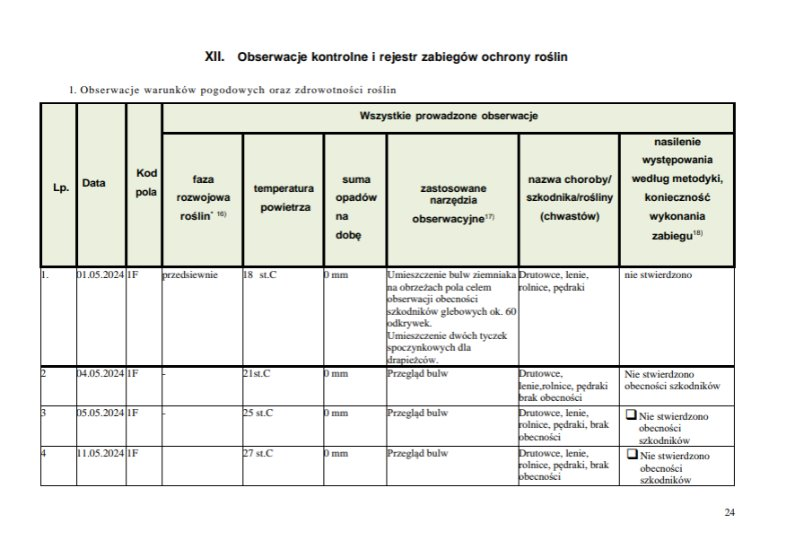 XII. Obserwacje kontrolne i rejestr zabiegów ochrony roślin
1. Obserwacje warunków pogodowych oraz zdrowotności roślin
Wszystkie prowadzone obserwacje
Lp.
Data
Kod
pola
faza
rozwojowa
roślin* 16)
temperatura
powietrza
suma
opadów
na
dobę
zastosowane
narzędzia
obserwacyjne17)
nazwa choroby/
szkodnika/rośliny
(chwastów)
nasilenie
występowania
według metodyki,
konieczność
wykonania
zabiegu18)
1.
01.05.2024
1F
przedsiewnie
18 st.C
0 mm
Umieszczenie bulw ziemniaka
na obrzeżach pola celem
obserwacji obecności
szkodników glebowych ok. 60
odkrywek.
Umieszczenie dwóch tyczek
spoczynkowych dla
drapieżców.
Drutowce, lenie,
rolnice, pędraki
nie stwierdzono
2
04.05.2024
1F
-
21st.C
0 mm
Przegląd bulw
Drutowce,
lenie,rolnice, pędraki
brak obecności
Nie stwierdzono
obecności szkodników
3
05.05.2024
1F
-
25 st.C
0 mm
Przegląd bulw
Drutowce, lenie,
rolnice, pędraki, brak
obecności
❑ Nie stwierdzono
obecności
szkodników
4
11.05.2024
1F
27 st.C
0 mm
Przegląd bulw
Drutowce, lenie,
rolnice, pędraki, brak
obecności
❑ Nie stwierdzono
obecności
szkodników
24